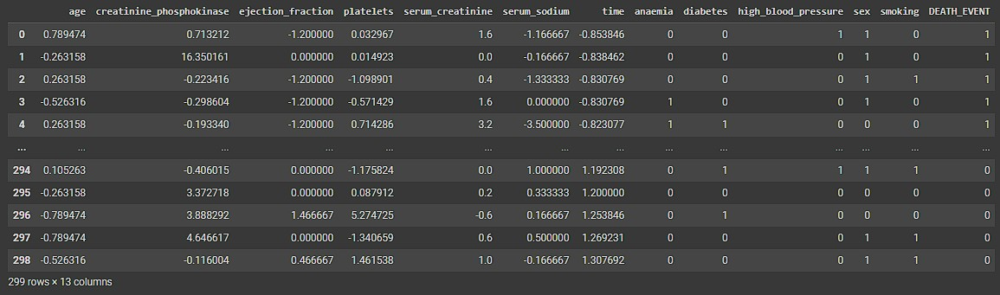 age creatinine_phosphokinase ejection_fraction platelets serum_creatinine serum_sodium time anaemia diabetes high_blood_pressure sex smoking DEATH_EVENT
0 0.789474 0.713212 -1.200000 0.032967 1.6 -1.166667 -0.853846 0 0 1 1 0 1
1 -0.263158 16.350161 0.000000 0.014923 0.0 -0.166667 -0.838462 0 0 0 1 0 1
2 0.263158 -0.223416 -1.200000 -1.098901 0.4 -1.333333 -0.830769 0 0 0 1 1 1
3 -0.526316 -0.298604 -1.200000 -0.571429 1.6 0.000000 -0.830769 1 0 0 1 0 1
4 0.263158 -0.193340 -1.200000 0.714286 3.2 -3.500000 -0.823077 1 1 0 0 0 1
... ... ... ... ... ... ... ... ... ... ... ... ... ...
294 0.105263 -0.406015 0.000000 -1.175824 0.0 1.000000 1.192308 0 1 1 1 1 0
295 -0.263158 3.372718 0.000000 0.087912 0.2 0.333333 1.200000 0 0 0 0 0 0
296 -0.789474 3.888292 1.466667 5.274725 -0.6 0.166667 1.253846 0 1 0 0 0 0
297 -0.789474 4.646617 0.000000 -1.340659 0.6 0.500000 1.269231 0 0 0 1 1 0
298 -0.526316 -0.116004 0.466667 1.461538 1.0 -0.166667 1.307692 0 0 0 1 1 0
299 rows × 13 columns